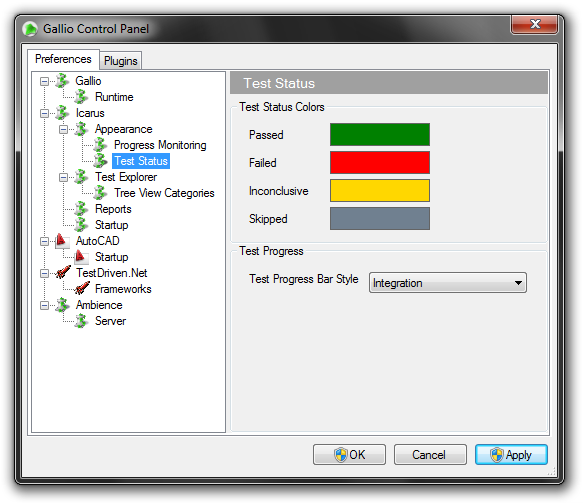 Gallio Control Panel
Preferences
Plugins
Gallio
Runtime
Icarus
Appearance
Progress Monitoring
Test Status
Test Explorer
Tree View Categories
Reports
Startup
AutoCAD
Startup
TestDriven.Net
Frameworks
Ambience
Server
Test Status
Test Status Colors
Passed
Failed
Inconclusive
Skipped
Test Progress
Test Progress Bar Style
Integration
OK
Cancel
Apply